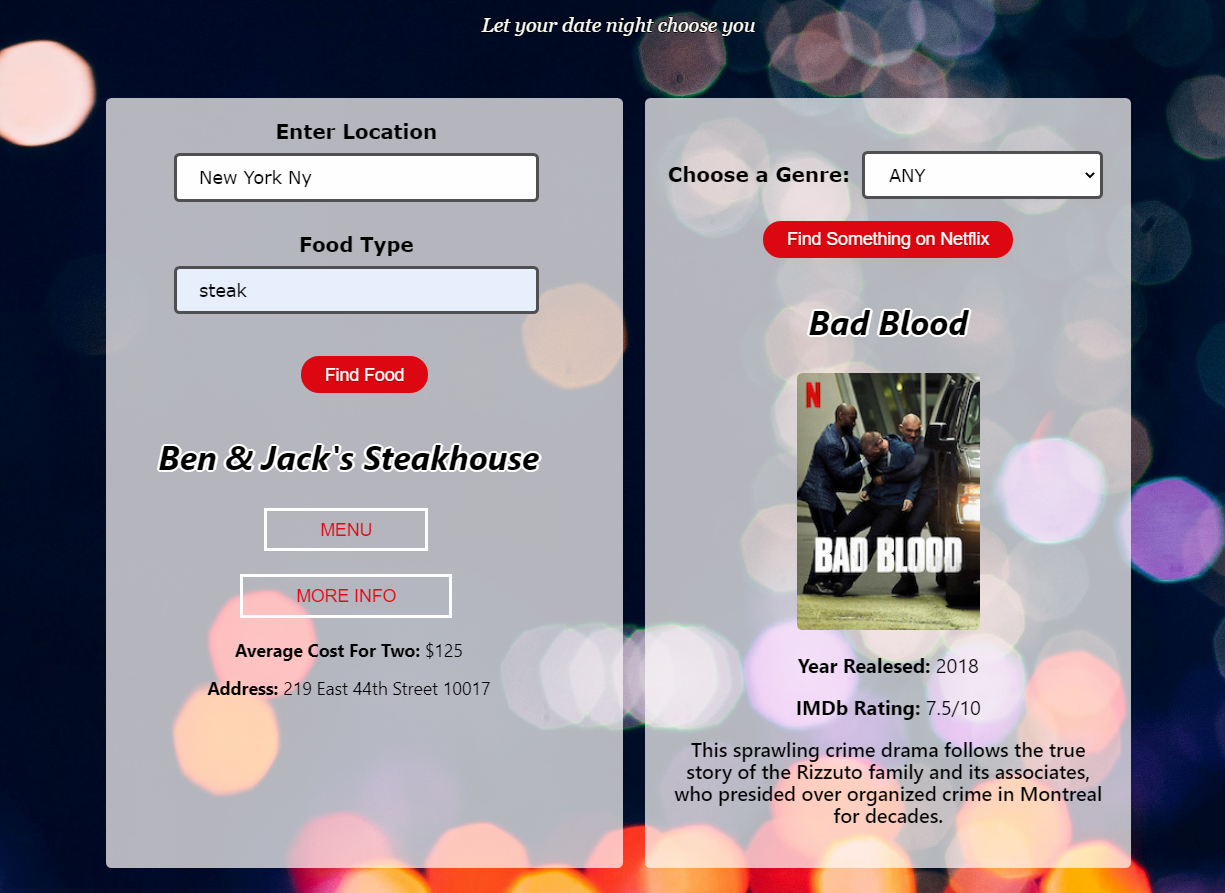 Let your date night choose you
Enter Location
New York Ny
Food Type
steak
Find Food
Ben & Jack's Steakhouse
MENU
MORE INFO
Average Cost For Two: $125
Address: 219 East 44th Street 10017
Choose a Genre: ANY
Find Something on Netflix
Bad Blood
N
BAD BLOOD
Year Realesed: 2018
IMDb Rating: 7.5/10
This sprawling crime drama follows the true
story of the Rizzuto family and its associates,
who presided over organized crime in Montreal
for decades.